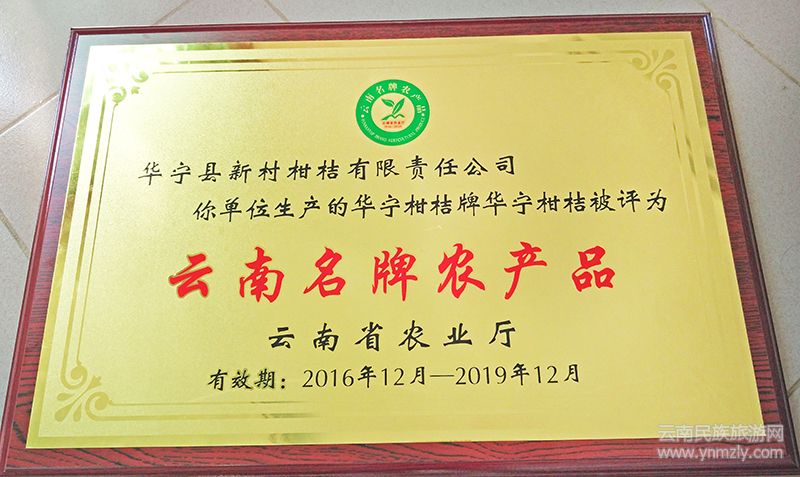 云南名牌农产品
华宁县新村柑桔有限责任公司
你单位生产的华宁柑桔牌华宁柑桔被评为
云南名牌农产品
云南省农业厅
有效期：2016年12月—2019年12月
云南民族旅游网
www.ynmzly.com